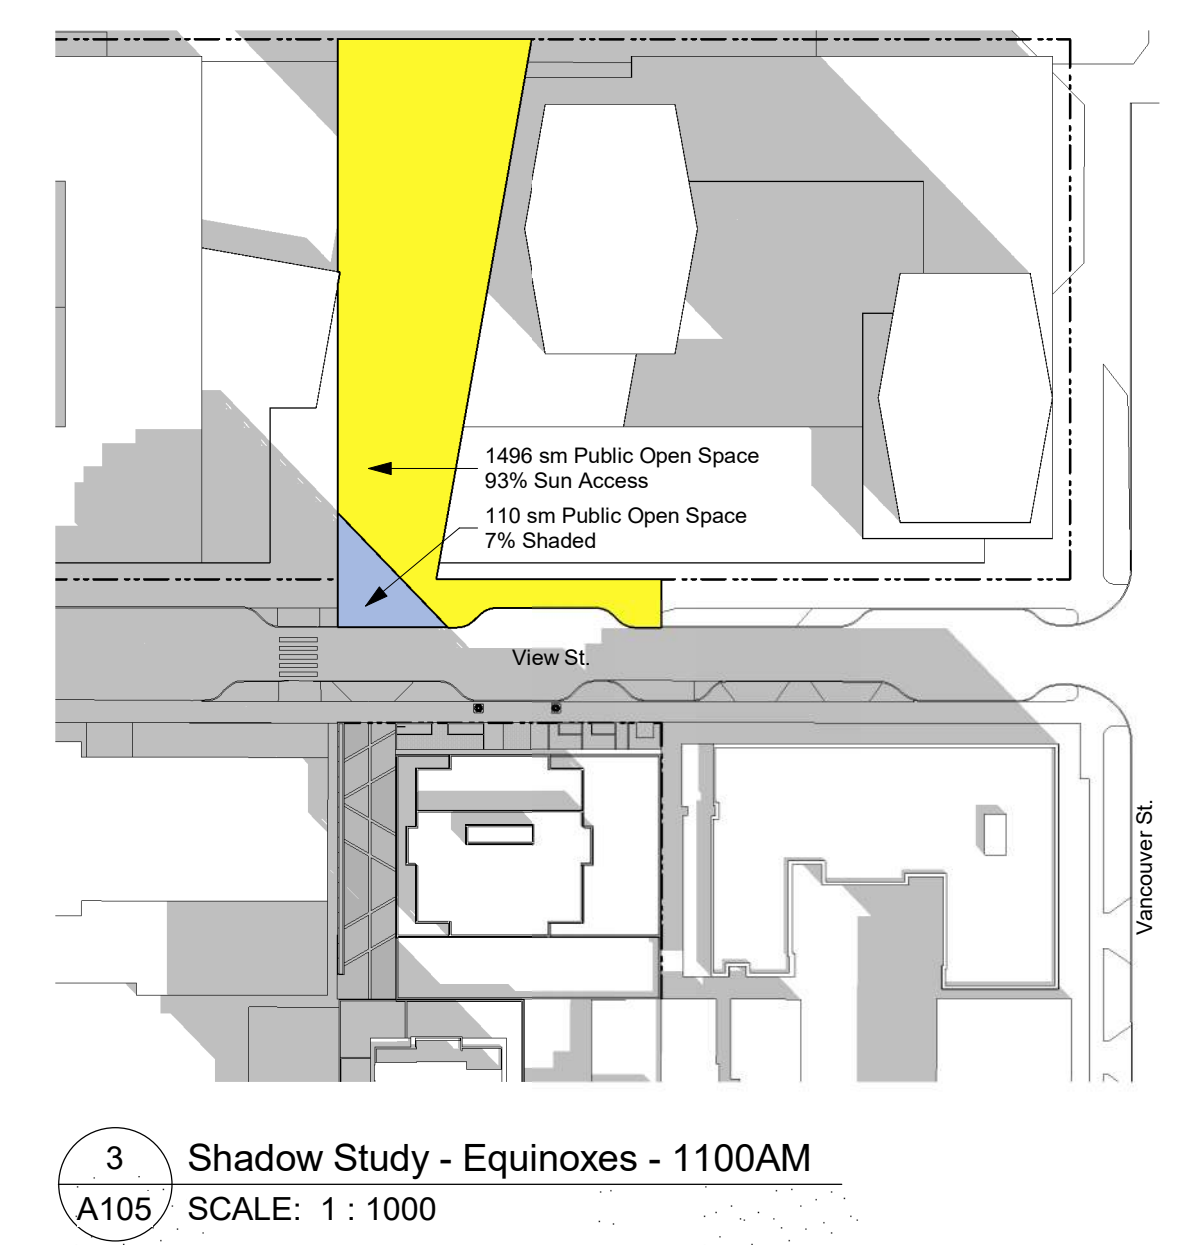 1496 sm Public Open Space
93% Sun Access
110 sm Public Open Space
7% Shaded
View St.
Vancouver St.
3
A105
Shadow Study - Equinoxes - 1100AM
SCALE: 1 : 1000